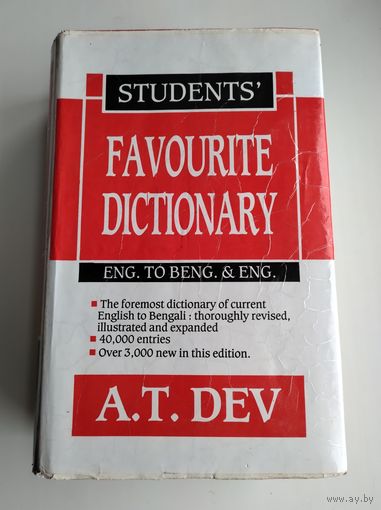 STUDENTS'
FAVOURITE
DICTIONARY
ENG. TO BENG. & ENG.
▪ The foremost dictionary of current
English to Bengali : thoroughly revised,
illustrated and expanded
▪ 40,000 entries
▪ Over 3,000 new in this edition.
A.T. DEV
www.ay.by